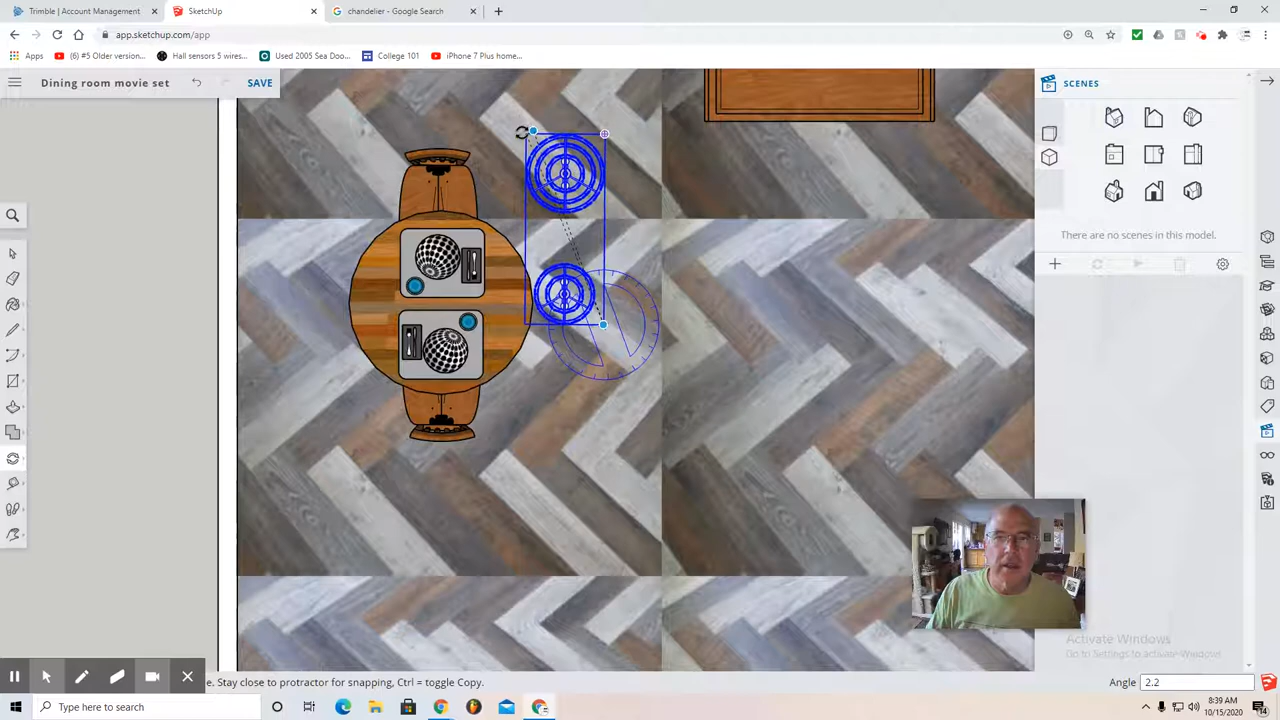 Trimble | Account Management
SketchUp
chandelier - Google Search
app.sketchup.com/app
Apps
#5 Older version...
Hall sensors 5 wires...
Used 2005 Sea Doo...
College 101
iPhone 7 Plus home...
Dining room movie set
SAVE
SCENES
There are no scenes in this model.
Activate Windows
Go to Settings to activate Windows.
e. Stay close to protractor for snapping, Ctrl = toggle Copy.
Angle
2.2
Type here to search
8:39 AM
10/15/2020